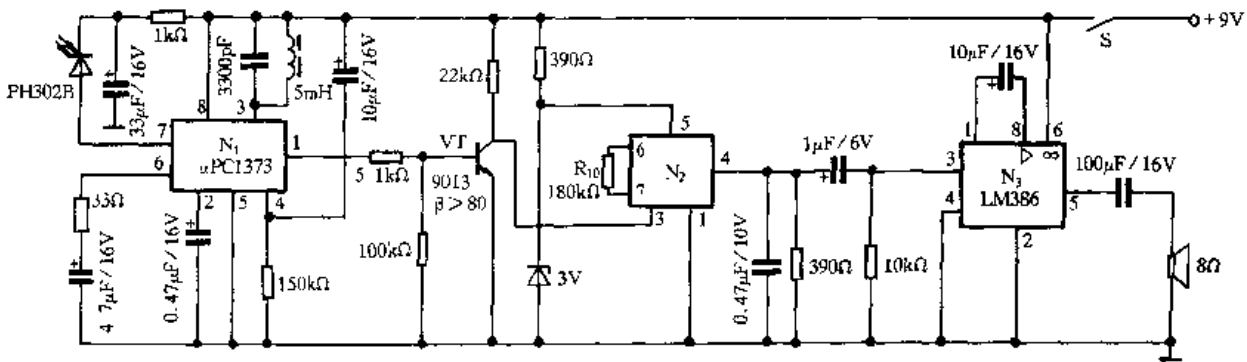 +9V
S
1kΩ
PH302B
33μF/16V
3300pF
5mH
10μF/16V
8
3
7
N₁
μPC1373
1
6
2
5
4
33Ω
4 7μF/16V
0.47μF/16V
150kΩ
5 1kΩ
100kΩ
VT
9013
β>80
22kΩ
390Ω
3V
5
6
R₁₀
180kΩ
7
N₂
4
3
1
1μF/6V
0.47μF/10V
390Ω
10kΩ
10μF/16V
1
8
6
▷
∞
3
N₃
LM386
4
5
2
100μF/16V
8Ω